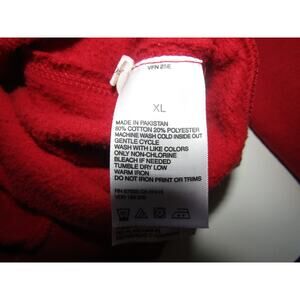 XL
MADE IN PAKISTAN
80% COTTON 20% POLYESTER
MACHINE WASH COLD INSIDE OUT
GENTLE CYCLE
WASH WITH LIKE COLORS
ONLY NON-CHLORINE
BLEACH IF NEEDED
TUMBLE DRY LOW
WARM IRON
DO NOT IRON PRINT OR TRIMS